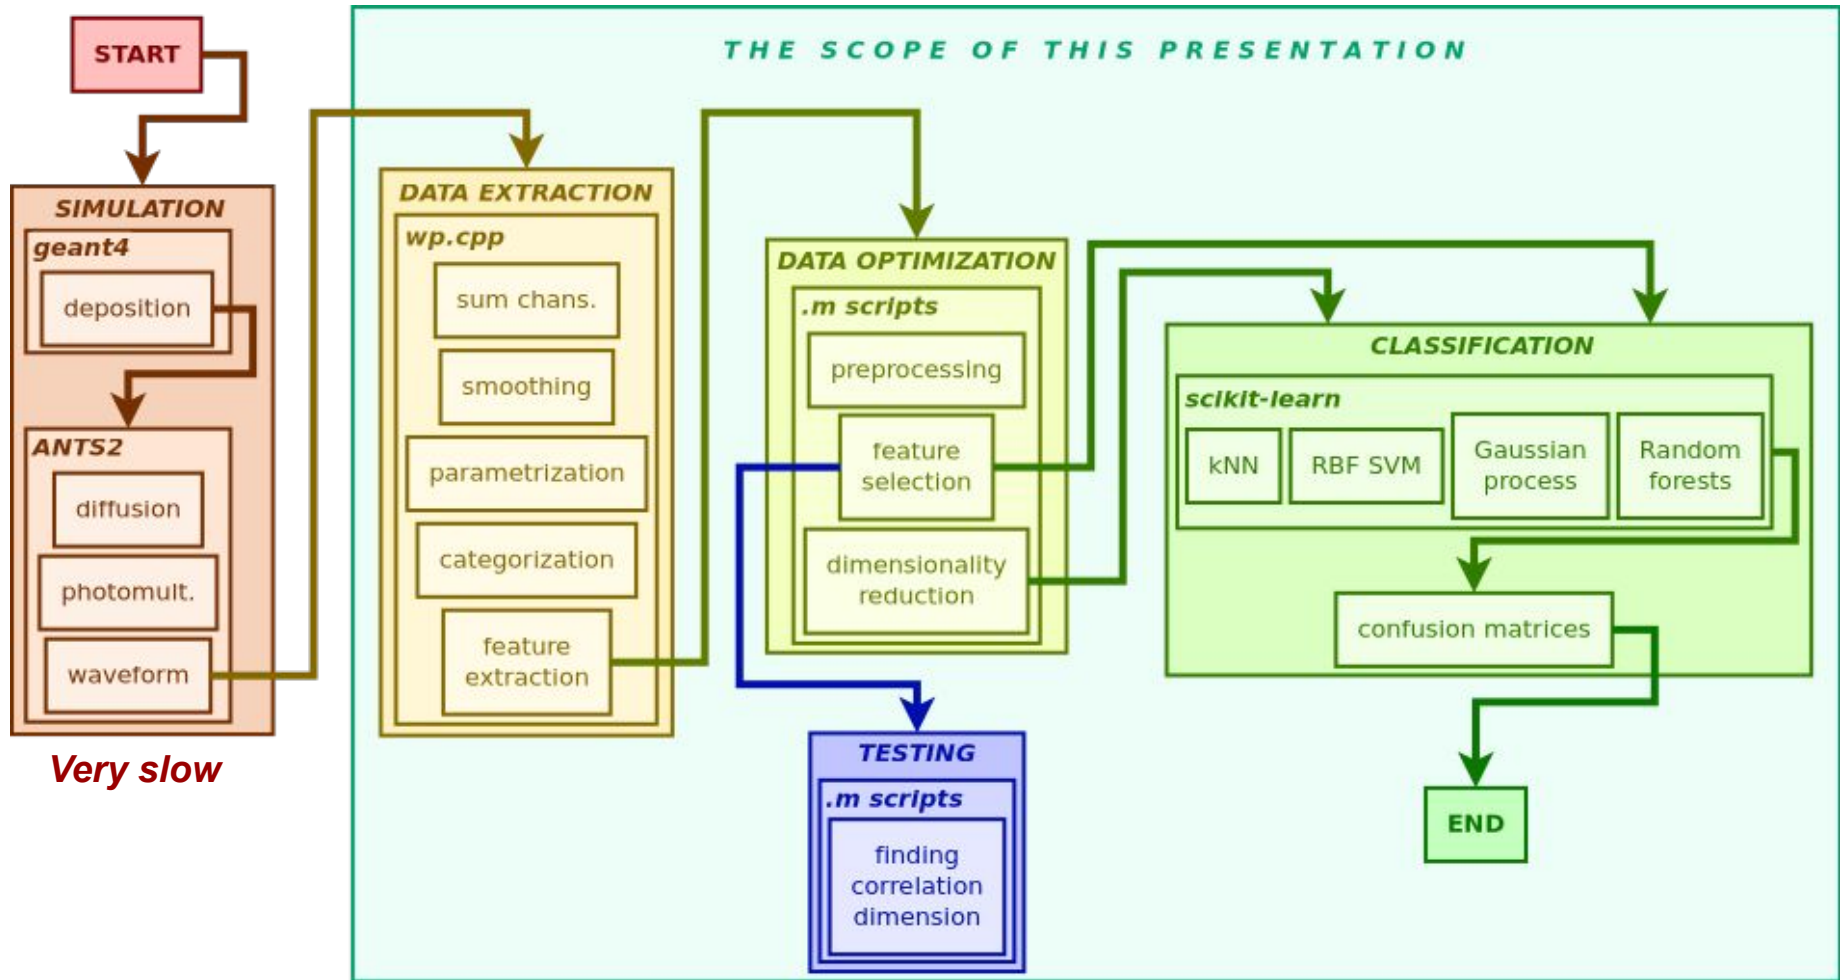 START
THE SCOPE OF THIS PRESENTATION
SIMULATION
geant4
deposition
ANTS2
diffusion
photomult.
waveform
Very slow
DATA EXTRACTION
wp.cpp
sum chans.
smoothing
parametrization
categorization
feature
extraction
DATA OPTIMIZATION
.m scripts
preprocessing
feature
selection
dimensionality
reduction
TESTING
.m scripts
finding
correlation
dimension
CLASSIFICATION
scikit-learn
kNN
RBF SVM
Gaussian
process
Random
forests
confusion matrices
END